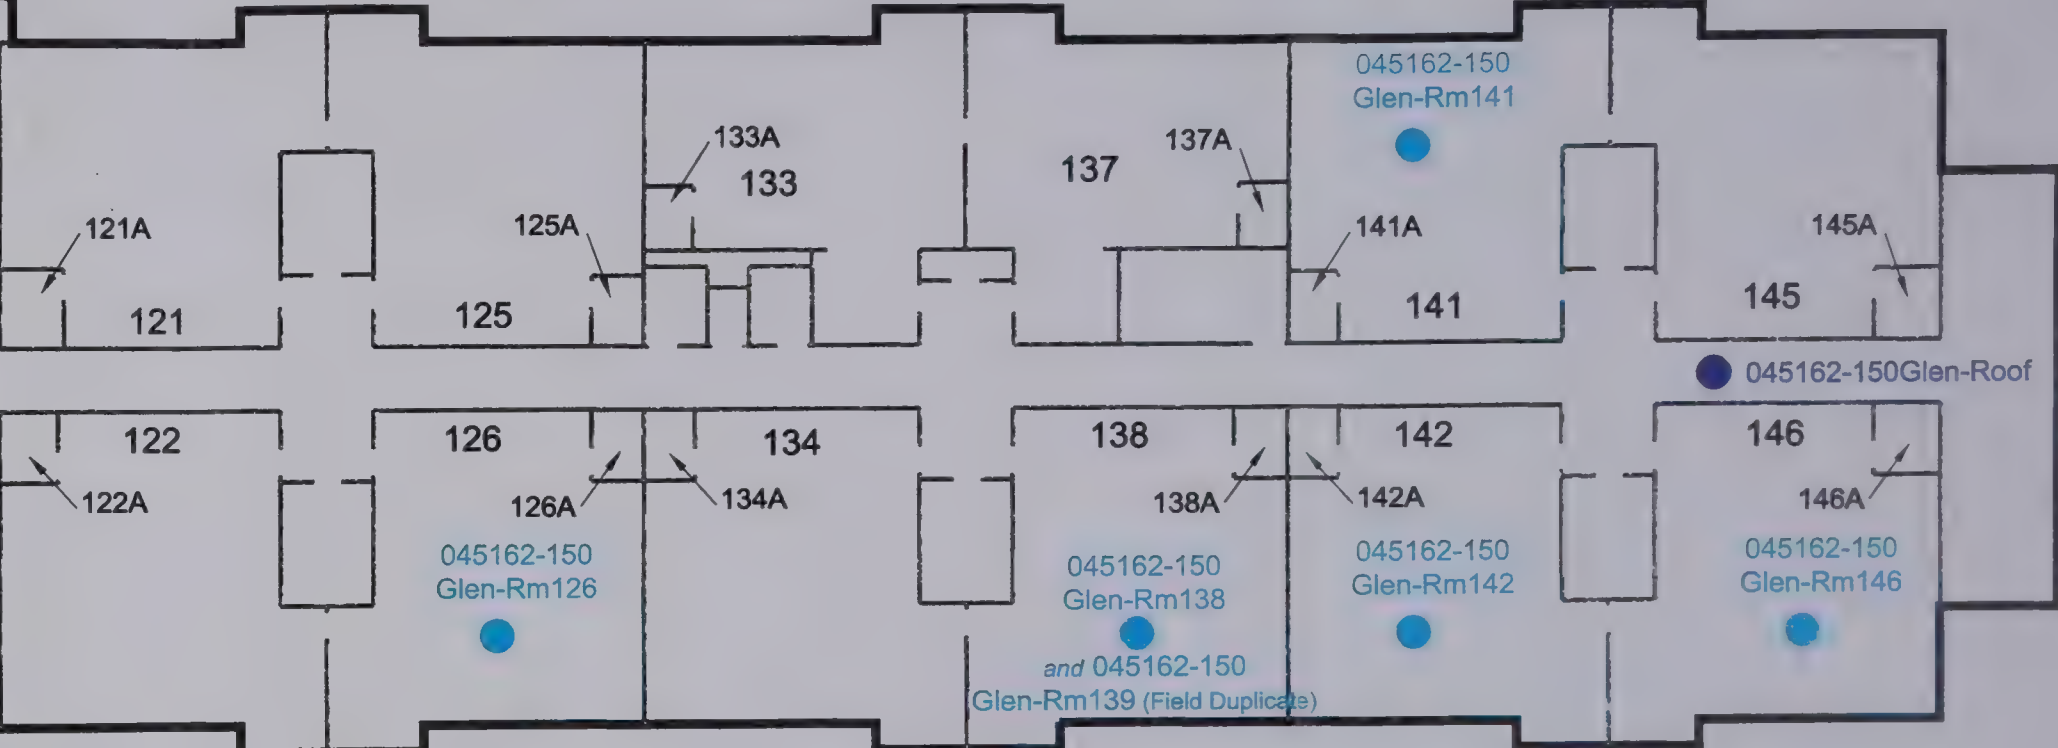 045162-150
Glen-Rm141
133A
133
137
137A
121A
125A
141A
145A
121
125
141
145
045162-150Glen-Roof
122
126
134
138
142
146
122A
126A
134A
138A
142A
146A
045162-150
Glen-Rm126
045162-150
Glen-Rm138
and 045162-150
Glen-Rm139 (Field Duplicate)
045162-150
Glen-Rm142
045162-150
Glen-Rm146